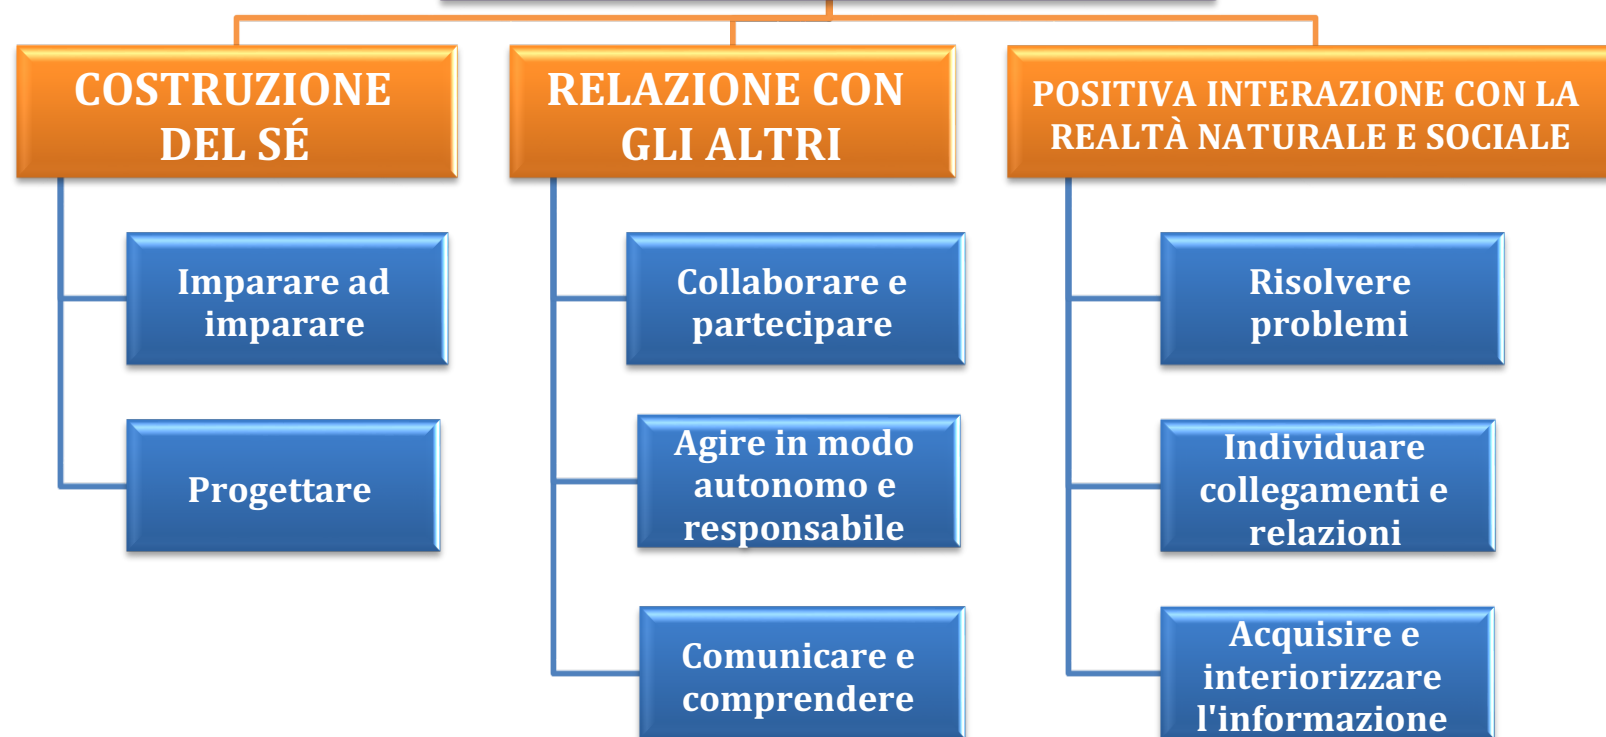 COSTRUZIONE
DEL SÉ
Imparare ad
imparare
Progettare
RELAZIONE CON
GLI ALTRI
Collaborare e
partecipare
Agire in modo
autonomo e
responsabile
Comunicare e
comprendere
POSITIVA INTERAZIONE CON LA
REALTÀ NATURALE E SOCIALE
Risolvere
problemi
Individuare
collegamenti e
relazioni
Acquisire e
interiorizzare
l'informazione